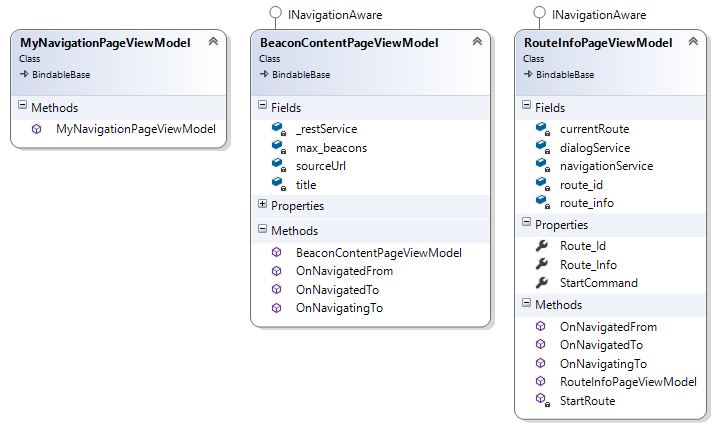 MyNavigationPageViewModel
Class
BindableBase
Methods
MyNavigationPageViewModel
INavigationAware
BeaconContentPageViewModel
Class
BindableBase
Fields
_restService
max_beacons
sourceUrl
title
Properties
Methods
BeaconContentPageViewModel
OnNavigatedFrom
OnNavigatedTo
OnNavigatingTo
INavigationAware
RouteInfoPageViewModel
Class
BindableBase
Fields
currentRoute
dialogService
navigationService
route_id
route_info
Properties
Route_Id
Route_Info
StartCommand
Methods
OnNavigatedFrom
OnNavigatedTo
OnNavigatingTo
RouteInfoPageViewModel
StartRoute